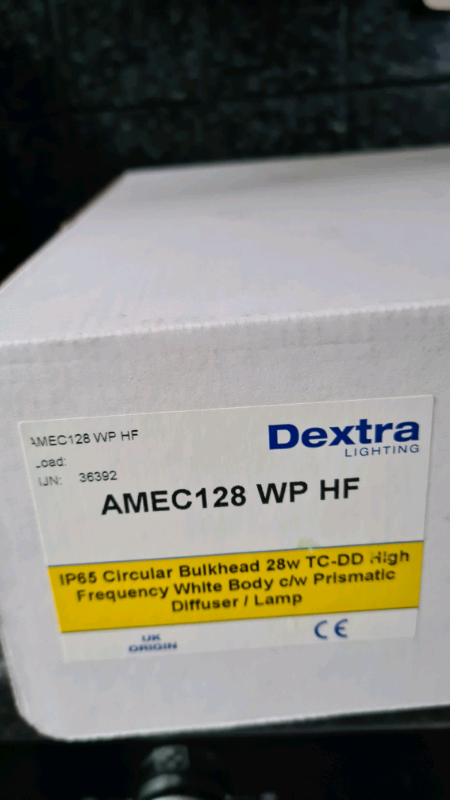 AMEC128 WP HF
Load:
IJN: 36392
Dextra
LIGHTING
AMEC128 WP HF
IP65 Circular Bulkhead 28w TC-DD High
Frequency White Body c/w Prismatic
Diffuser / Lamp
UK
ORIGIN
CE